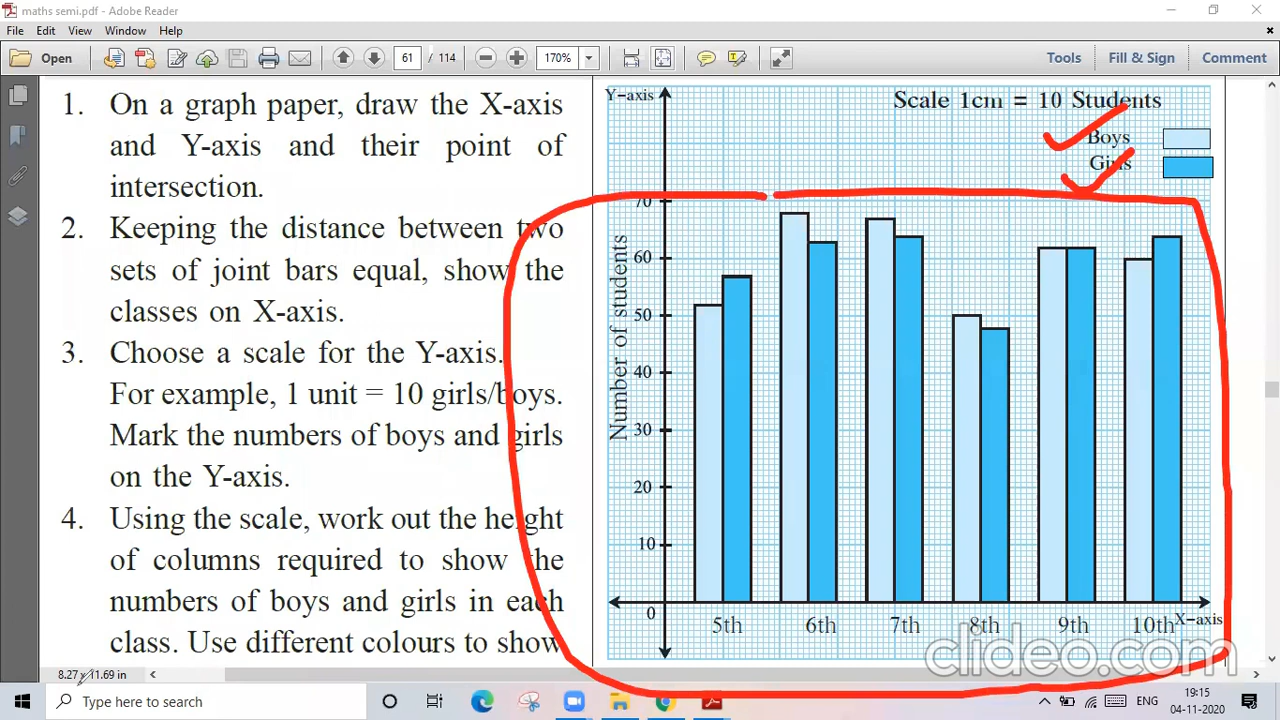 maths semi.pdf - Adobe Reader
File Edit View Window Help
Open 61 / 114 170% Tools Fill & Sign Comment
1. On a graph paper, draw the X-axis
and Y-axis and their point of
intersection.
2. Keeping the distance between two
sets of joint bars equal, show the
classes on X-axis.
3. Choose a scale for the Y-axis.
For example, 1 unit = 10 girls/boys.
Mark the numbers of boys and girls
on the Y-axis.
4. Using the scale, work out the height
of columns required to show the
numbers of boys and girls in each
class. Use different colours to show
Y-axis
Scale 1cm = 10 Students
Boys
Girls
Number of students
70
60
50
40
30
20
10
0
5th 6th 7th 8th 9th 10th X-axis
clideo.com
8.27 x 11.69 in
Type here to search
ENG
19:15
04-11-2020